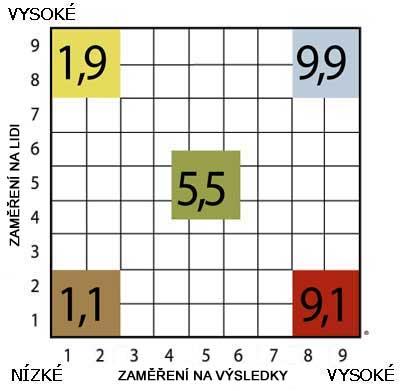 VYSOKÉ
9
8
7
6
5
4
3
2
1
ZAMĚŘENÍ NA LIDI
1,9
9,9
5,5
1,1
9,1
®
1 2 3 4 5 6 7 8 9
NÍZKÉ
ZAMĚŘENÍ NA VÝSLEDKY
VYSOKÉ